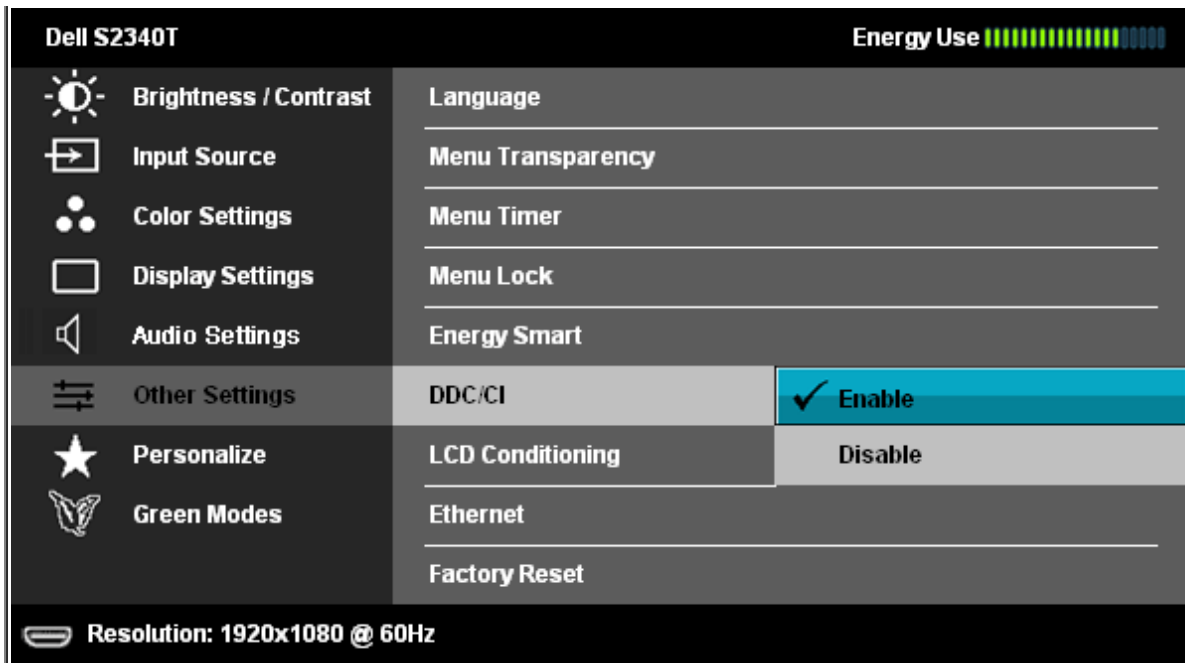 Dell S2340T Energy Use
Brightness / Contrast Language
Input Source Menu Transparency
Color Settings Menu Timer
Display Settings Menu Lock
Audio Settings Energy Smart
Other Settings DDC/CI Enable
Personalize LCD Conditioning Disable
Green Modes Ethernet
Factory Reset
Resolution: 1920x1080 @ 60Hz